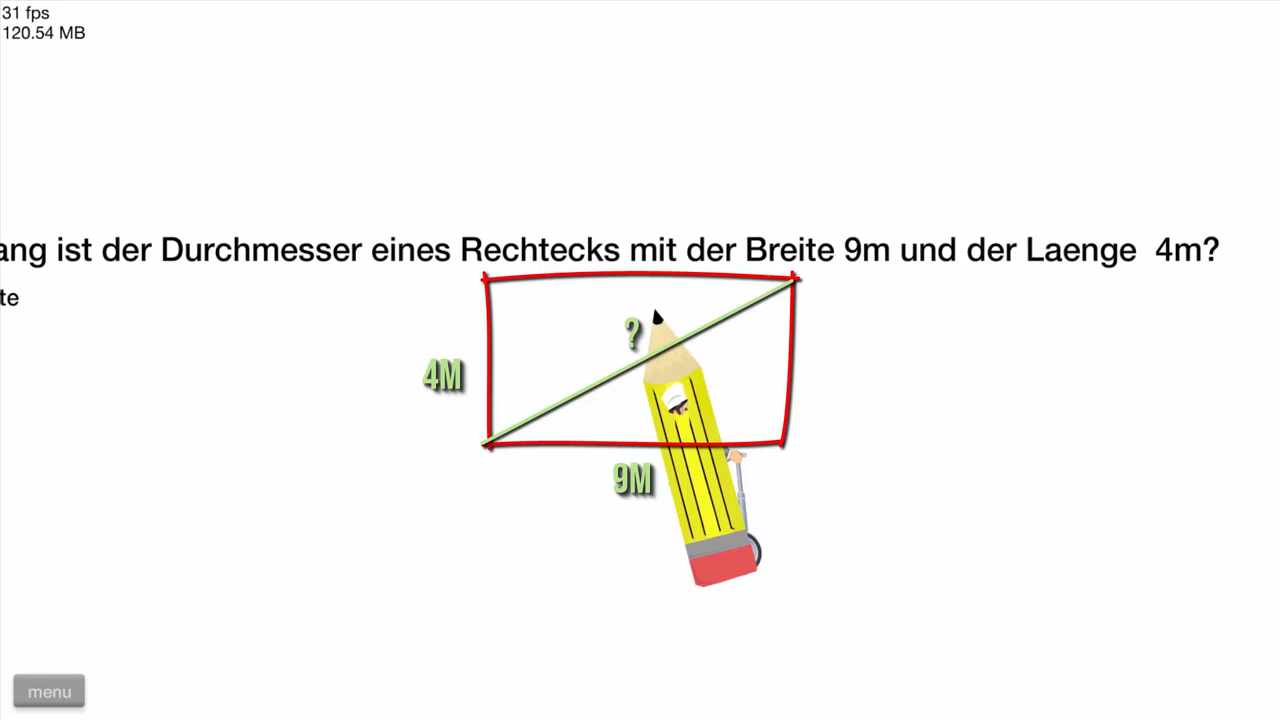 31 fps
120.54 MB
ang ist der Durchmesser eines Rechtecks mit der Breite 9m und der Laenge 4m?
te
?
4M
9M
menu